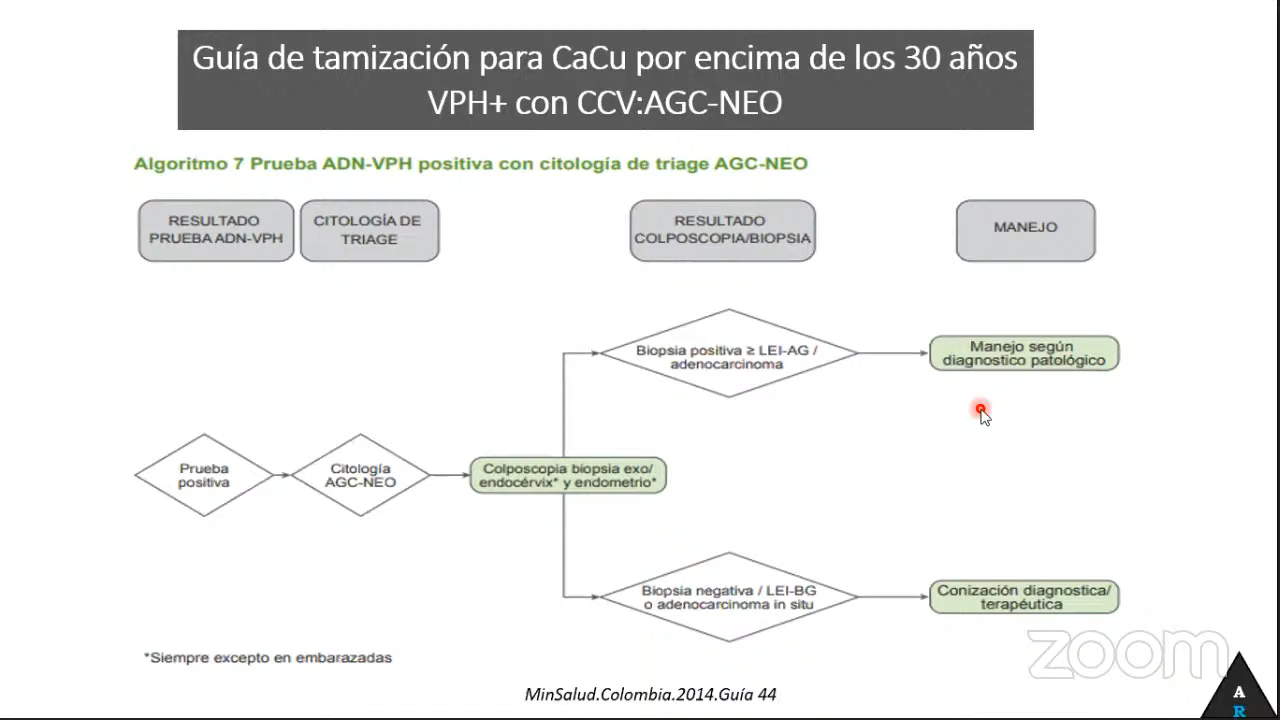 Guía de tamización para CaCu por encima de los 30 años
VPH+ con CCV:AGC-NEO
Algoritmo 7 Prueba ADN-VPH positiva con citología de triage AGC-NEO
RESULTADO
PRUEBA ADN-VPH
CITOLOGÍA DE
TRIAGE
RESULTADO
COLPOSCOPIA/BIOPSIA
MANEJO
Biopsia positiva ≥ LEI-AG /
adenocarcinoma
Manejo según
diagnostico patológico
Prueba
positiva
Citología
AGC-NEO
Colposcopia biopsia exo/
endocérvix* y endometrio*
Biopsia negativa / LEI-BG
o adenocarcinoma in situ
Conización diagnostica/
terapéutica
*Siempre excepto en embarazadas
zoom
MinSalud.Colombia.2014.Guía 44
A
R